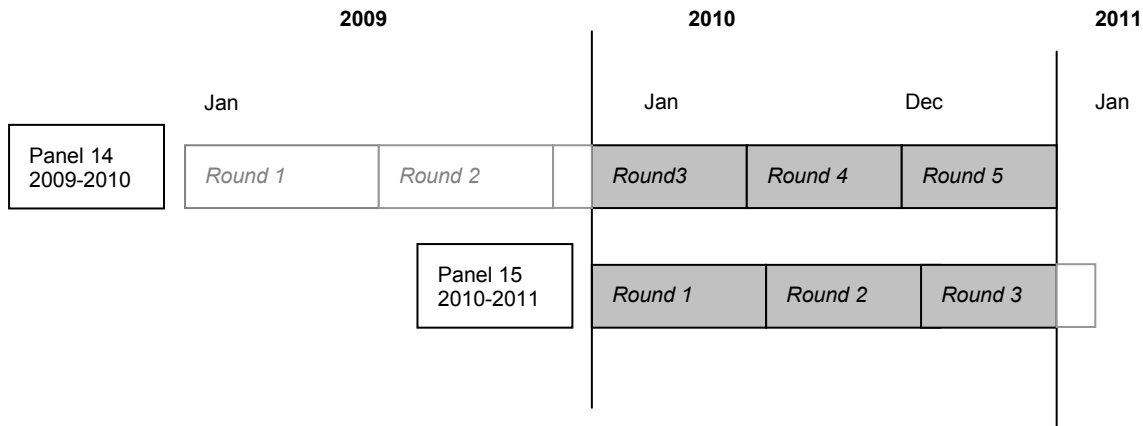 2009 2010 2011
Jan Jan Dec Jan
Panel 14
2009-2010
Round 1 Round 2 Round3 Round 4 Round 5
Panel 15
2010-2011
Round 1 Round 2 Round 3